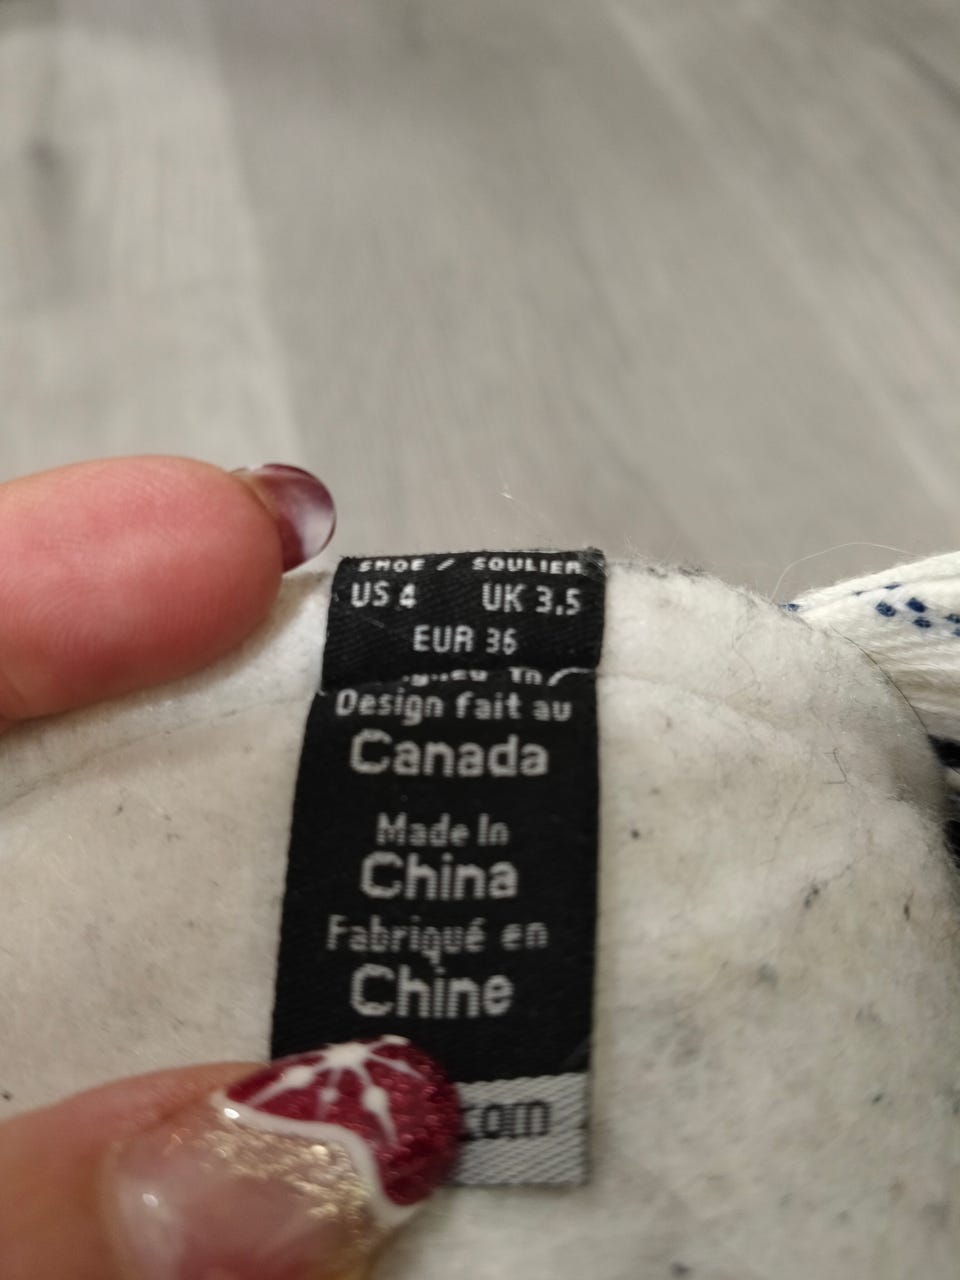 SHOE / SOULIER
US 4 UK 3.5
EUR 36
Design fait au
Canada
Made In
China
Fabriqué en
Chine
com